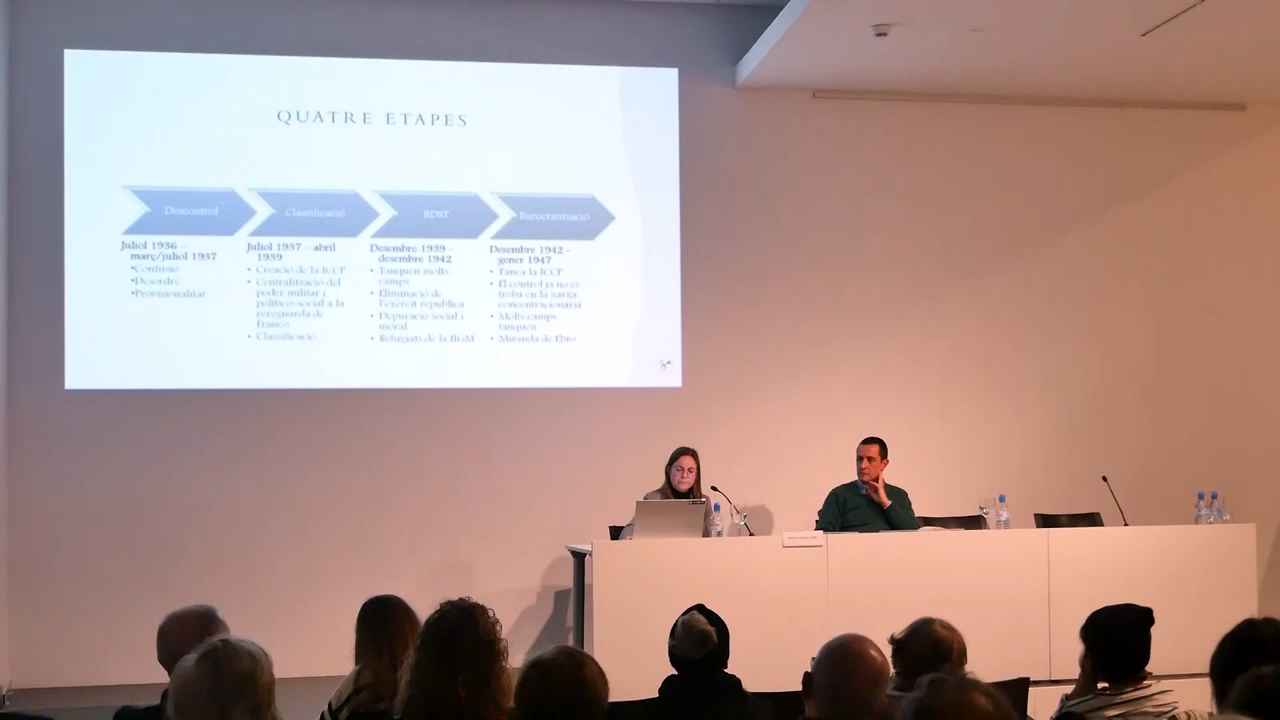 QUATRE ETAPES
Descontrol
Classificació
BDST
Burocratització
Juliol 1936 –
març/juliol 1937
•Confusió
•Desordre
•Provisionalitat
Juliol 1937 – abril
1939
• Creació de la ICCP
• Centralització del
poder militar i
político-social a la
rereguarda de
Franco
• Classificació
Desembre 1939 –
desembre 1942
• Tanquen molts
camps
• Eliminació de
l'exèrcit republicà
• Depuració social i
moral
• Refugiats de la IIGM
Desembre 1942 –
gener 1947
• Tanca la ICCP
• El control ja no es
troba en la xarxa
concentracionària
• Molts camps
tanquen
• Miranda de Ebro